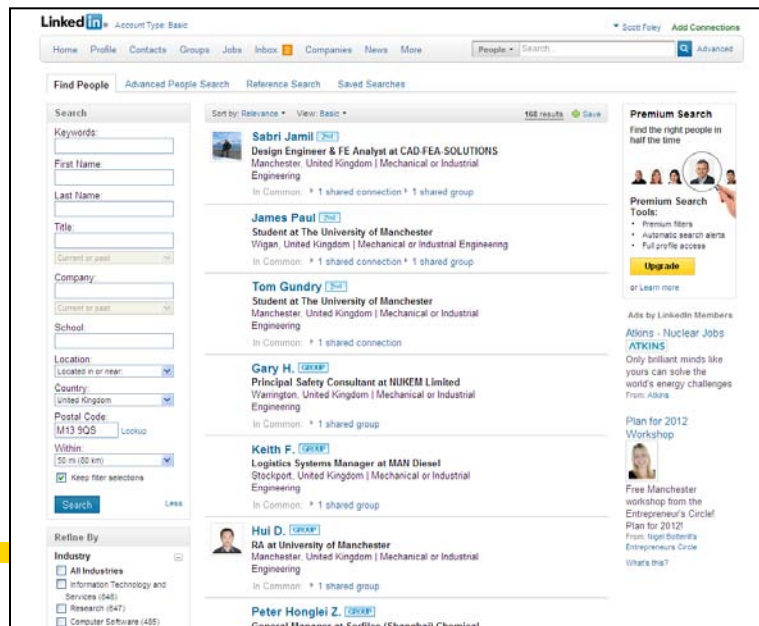 Linked in Account Type: Basic
Scott Foley Add Connections
Home Profile Contacts Groups Jobs Inbox 2 Companies News More
People Search... Advanced
Find People Advanced People Search Reference Search Saved Searches
Search
Keywords:
First Name:
Last Name:
Title:
Current or past
Company:
Current or past
School:
Location:
Located in or near:
Country:
United Kingdom
Postal Code:
M13 9QS Lookup
Within:
50 mi (80 km)
Keep filter selections
Search Less
Refine By
Industry
All Industries
Information Technology and
Services (848)
Research (647)
Computer Software (485)
Sort by: Relevance View: Basic 168 results Save
Sabri Jamil 2nd
Design Engineer & FE Analyst at CAD-FEA-SOLUTIONS
Manchester, United Kingdom | Mechanical or Industrial
Engineering
In Common: 1 shared connection 1 shared group
James Paul 2nd
Student at The University of Manchester
Wigan, United Kingdom | Mechanical or Industrial Engineering
In Common: 1 shared connection 1 shared group
Tom Gundry 2nd
Student at The University of Manchester
Manchester, United Kingdom | Mechanical or Industrial
Engineering
In Common: 1 shared connection
Gary H. GROUP
Principal Safety Consultant at NUKEM Limited
Warrington, United Kingdom | Mechanical or Industrial
Engineering
In Common: 1 shared group
Keith F. GROUP
Logistics Systems Manager at MAN Diesel
Stockport, United Kingdom | Mechanical or Industrial
Engineering
In Common: 1 shared group
Hui D. GROUP
RA at University of Manchester
Manchester, United Kingdom | Mechanical or Industrial
Engineering
In Common: 1 shared group
Peter Honglei Z. GROUP
General Manager at Serfilco (Shanghai) Chemical
Premium Search
Find the right people in
half the time
Premium Search
Tools:
Premium filters
Automatic search alerts
Full profile access
Upgrade
or Learn more
Ads by LinkedIn Members
Atkins - Nuclear Jobs
ATKINS
Only brilliant minds like
yours can solve the
world's energy challenges
From: Atkins
Plan for 2012
Workshop
Free Manchester
workshop from the
Entrepreneur's Circle!
Plan for 2012!
From: Nigel Botterill's
Entrepreneurs Circle
What's this?